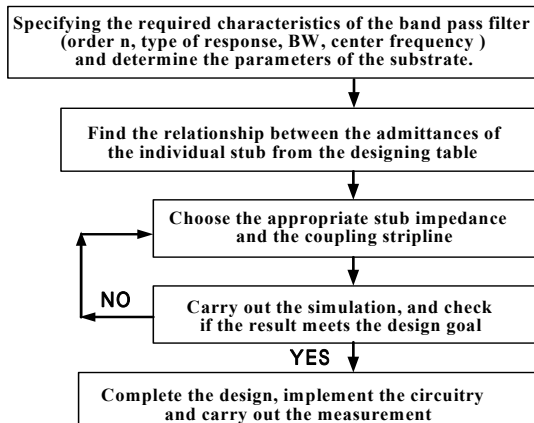 Specifying the required characteristics of the band pass filter
(order n, type of response, BW, center frequency )
and determine the parameters of the substrate.
Find the relationship between the admittances of
the individual stub from the designing table
Choose the appropriate stub impedance
and the coupling stripline
NO
Carry out the simulation, and check
if the result meets the design goal
YES
Complete the design, implement the circuitry
and carry out the measurement